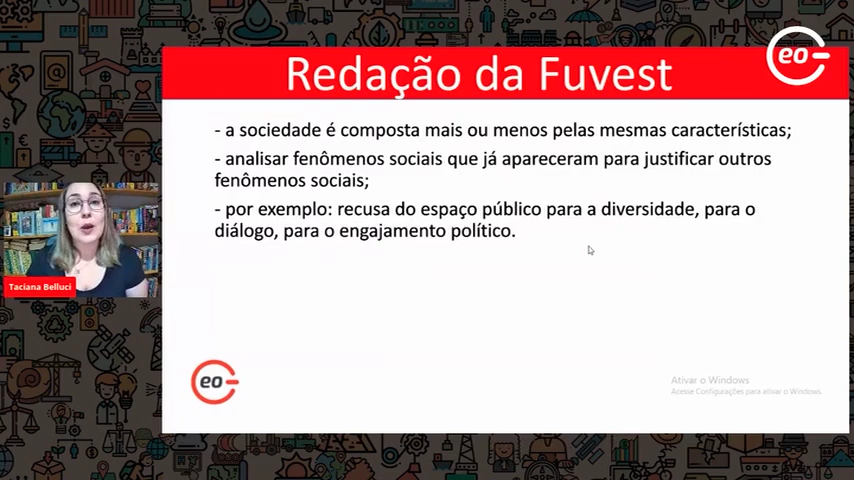 Redação da Fuvest
eo
- a sociedade é composta mais ou menos pelas mesmas características;
- analisar fenômenos sociais que já apareceram para justificar outros
fenômenos sociais;
- por exemplo: recusa do espaço público para a diversidade, para o
diálogo, para o engajamento político.
Taciana Belluci
eo
Ativar o Windows
Acesse Configurações para ativar o Windows.